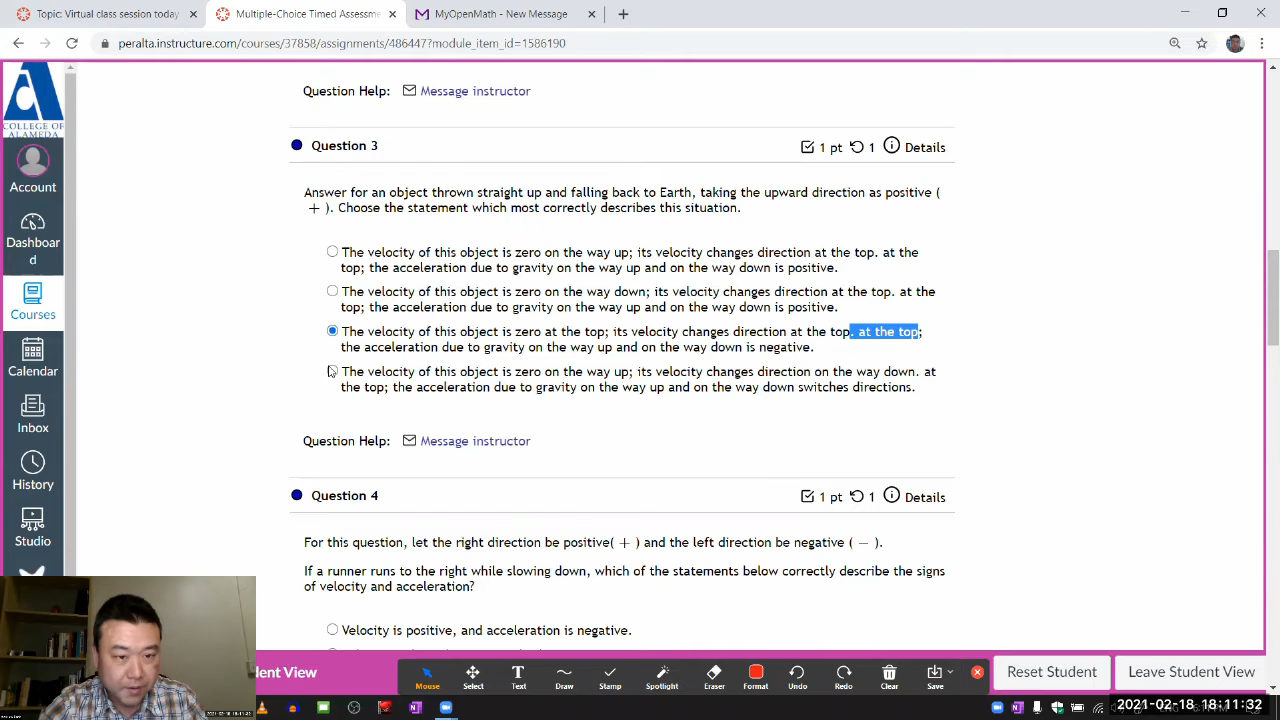 Topic: Virtual class session today
Multiple-Choice Timed Assessme
MyOpenMath - New Message
peralta.instructure.com/courses/37858/assignments/486447?module_item_id=1586190
COLLEGE OF
ALAMEDA
Account
Dashboar
d
Courses
Calendar
Inbox
History
Studio
Question Help: Message instructor
Question 3
1 pt 1 Details
Answer for an object thrown straight up and falling back to Earth, taking the upward direction as positive (
+ ). Choose the statement which most correctly describes this situation.
The velocity of this object is zero on the way up; its velocity changes direction at the top. at the
top; the acceleration due to gravity on the way up and on the way down is positive.
The velocity of this object is zero on the way down; its velocity changes direction at the top. at the
top; the acceleration due to gravity on the way up and on the way down is positive.
The velocity of this object is zero at the top; its velocity changes direction at the top. at the top;
the acceleration due to gravity on the way up and on the way down is negative.
The velocity of this object is zero on the way up; its velocity changes direction on the way down. at
the top; the acceleration due to gravity on the way up and on the way down switches directions.
Question Help: Message instructor
Question 4
1 pt 1 Details
For this question, let the right direction be positive( + ) and the left direction be negative ( − ).
If a runner runs to the right while slowing down, which of the statements below correctly describe the signs
of velocity and acceleration?
Velocity is positive, and acceleration is negative.
dent View
Mouse Select Text Draw Stamp Spotlight Eraser Format Undo Redo Clear Save
Reset Student
Leave Student View
2021-02-18 18:11:32